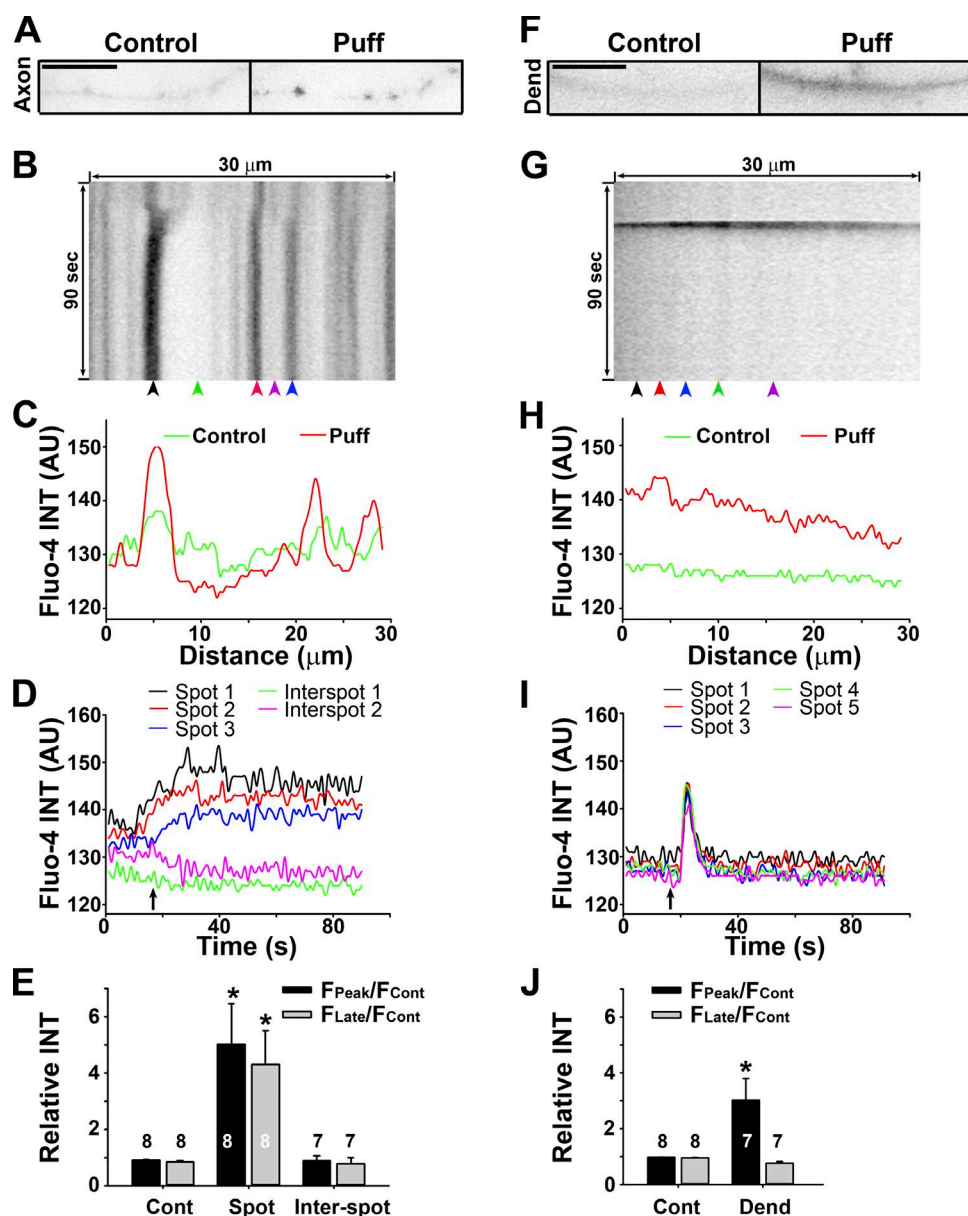 A
Control
Puff
Axon
B
30 μm
90 sec
C
Fluo-4 INT (AU)
150
140
130
120
Control
Puff
0
10
20
30
Distance (μm)
D
Fluo-4 INT (AU)
160
150
140
130
120
Spot 1
Spot 2
Spot 3
Interspot 1
Interspot 2
0
40
80
Time (s)
E
Relative INT
6
4
2
0
FPeak/FCont
FLate/FCont
*
*
8
8
8
8
7
7
Cont
Spot
Inter-spot
F
Control
Puff
Dend
G
30 μm
90 sec
H
Fluo-4 INT (AU)
150
140
130
120
Control
Puff
0
10
20
30
Distance (μm)
I
Fluo-4 INT (AU)
160
150
140
130
120
Spot 1
Spot 2
Spot 3
Spot 4
Spot 5
0
40
80
Time (s)
J
Relative INT
6
4
2
0
FPeak/FCont
FLate/FCont
*
8
8
7
7
Cont
Dend